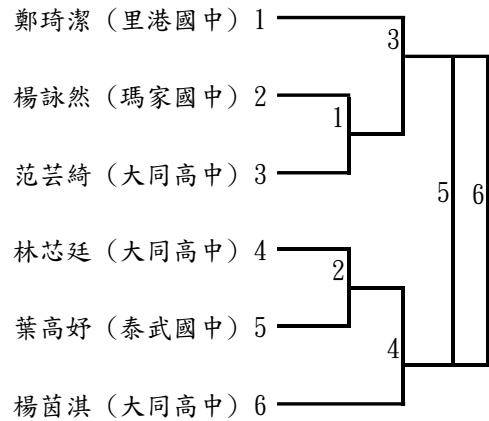 鄭琦潔（里港國中）1
3
楊詠然（瑪家國中）2
1
范芸綺（大同高中）3
5
6
林芯廷（大同高中）4
2
葉高妤（泰武國中）5
4
楊茵淇（大同高中）6